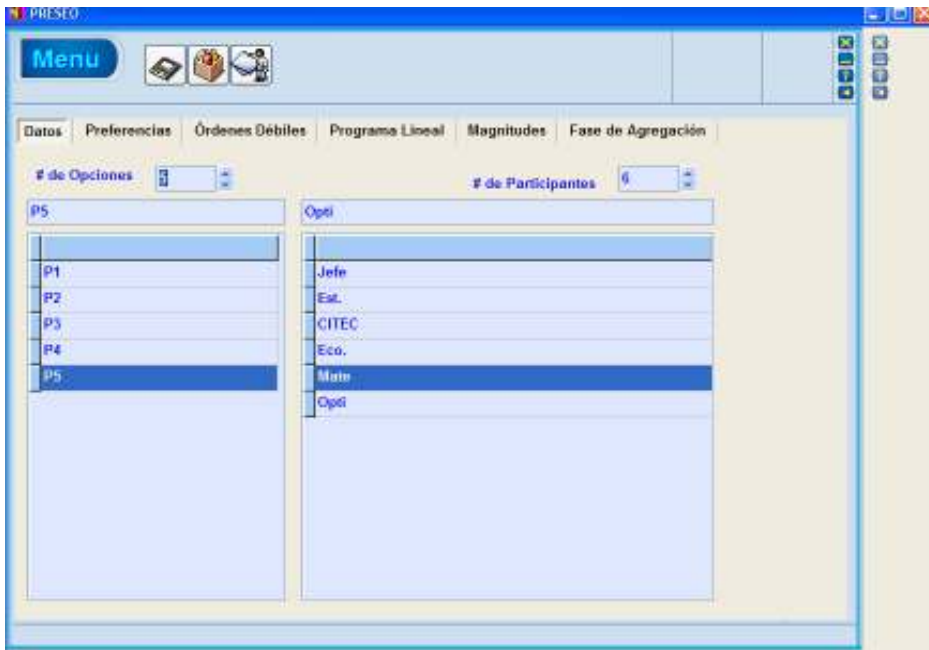 PRESEO
Menu
Datos Preferencias Órdenes Débiles Programa Lineal Magnitudes Fase de Agregación
# de Opciones 5 # de Participantes 6
P5 Opti
P1 Jefe
P2 Est.
P3 CITEC
P4 Eco.
P5 Mate
Opti